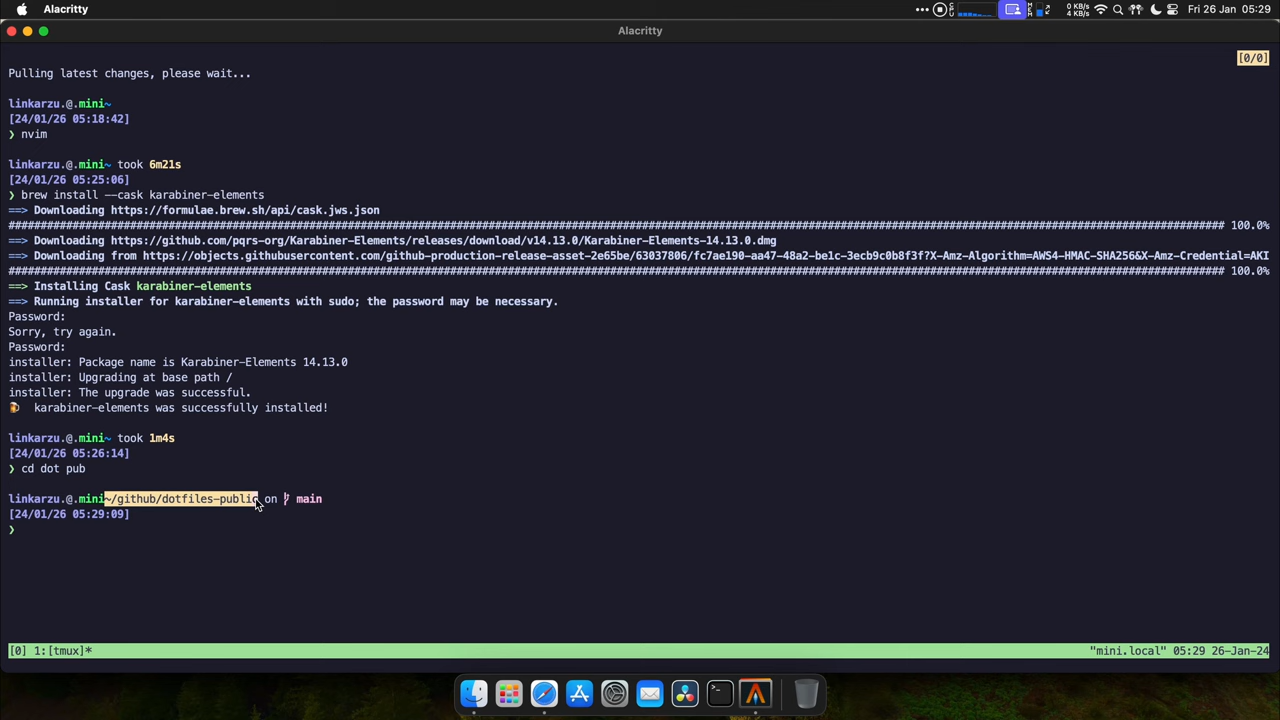 Alacritty
0 KB/s
4 KB/s
Fri 26 Jan 05:29
Alacritty
[0/0]
Pulling latest changes, please wait...
linkarzu.@.mini~
[24/01/26 05:18:42]
❯ nvim
linkarzu.@.mini~ took 6m21s
[24/01/26 05:25:06]
❯ brew install --cask karabiner-elements
==> Downloading https://formulae.brew.sh/api/cask.jws.json
######################################################################## 100.0%
==> Downloading https://github.com/pqrs-org/Karabiner-Elements/releases/download/v14.13.0/Karabiner-Elements-14.13.0.dmg
==> Downloading from https://objects.githubusercontent.com/github-production-release-asset-2e65be/63037806/fc7ae190-aa47-48a2-be1c-3ecb9c0b8f3f?X-Amz-Algorithm=AWS4-HMAC-SHA256&X-Amz-Credential=AKI
######################################################################## 100.0%
==> Installing Cask karabiner-elements
==> Running installer for karabiner-elements with sudo; the password may be necessary.
Password:
Sorry, try again.
Password:
installer: Package name is Karabiner-Elements 14.13.0
installer: Upgrading at base path /
installer: The upgrade was successful.
🍺 karabiner-elements was successfully installed!
linkarzu.@.mini~ took 1m4s
[24/01/26 05:26:14]
❯ cd dot pub
linkarzu.@.mini~/github/dotfiles-public on main
[24/01/26 05:29:09]
❯
[0] 1:[tmux]* "mini.local" 05:29 26-Jan-24